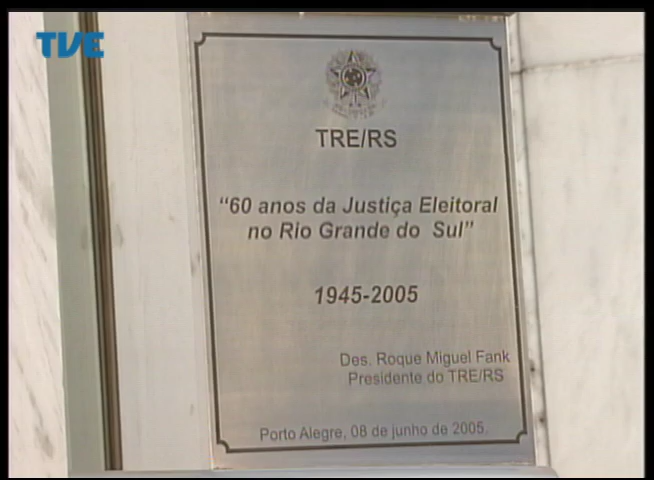 TVE
TRE/RS
“60 anos da Justiça Eleitoral
no Rio Grande do Sul”
1945-2005
Des. Roque Miguel Fank
Presidente do TRE/RS
Porto Alegre, 08 de junho de 2005.